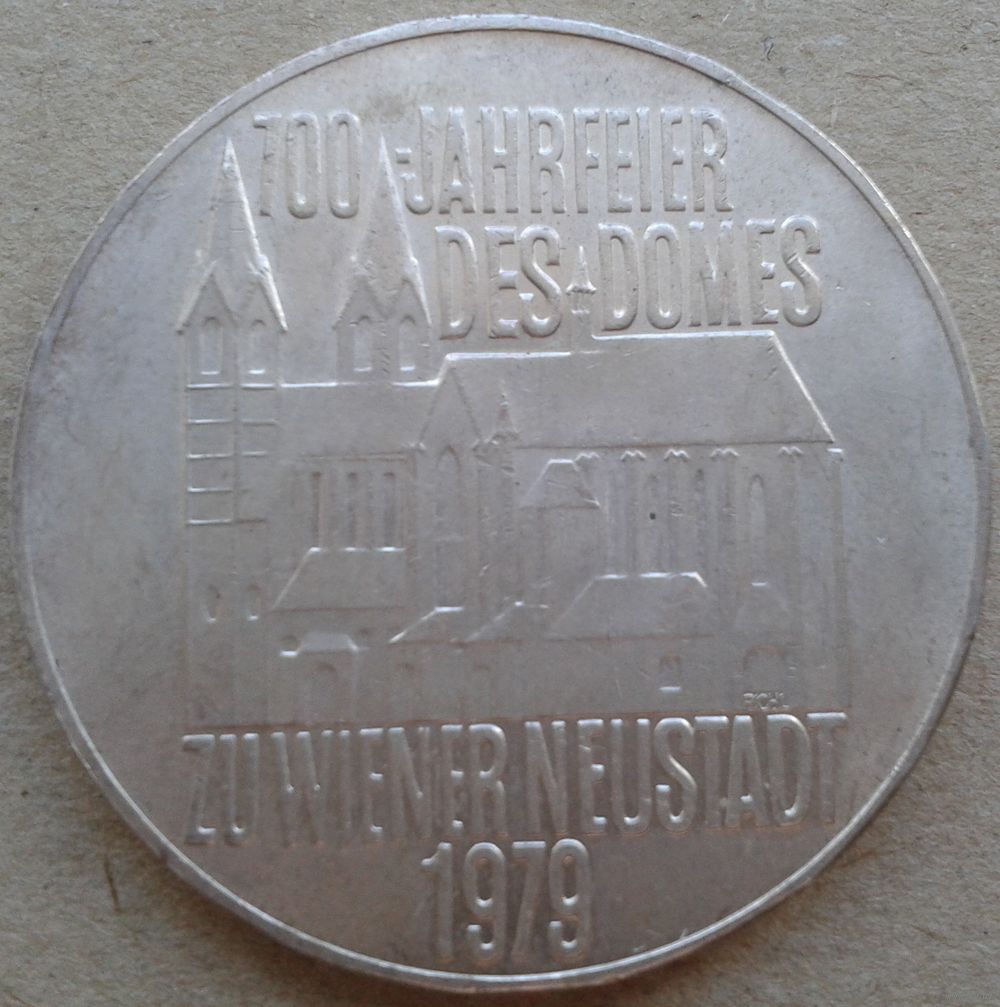 700-JAHRFEIER
DES DOMES
ZU WIENER NEUSTADT
1979